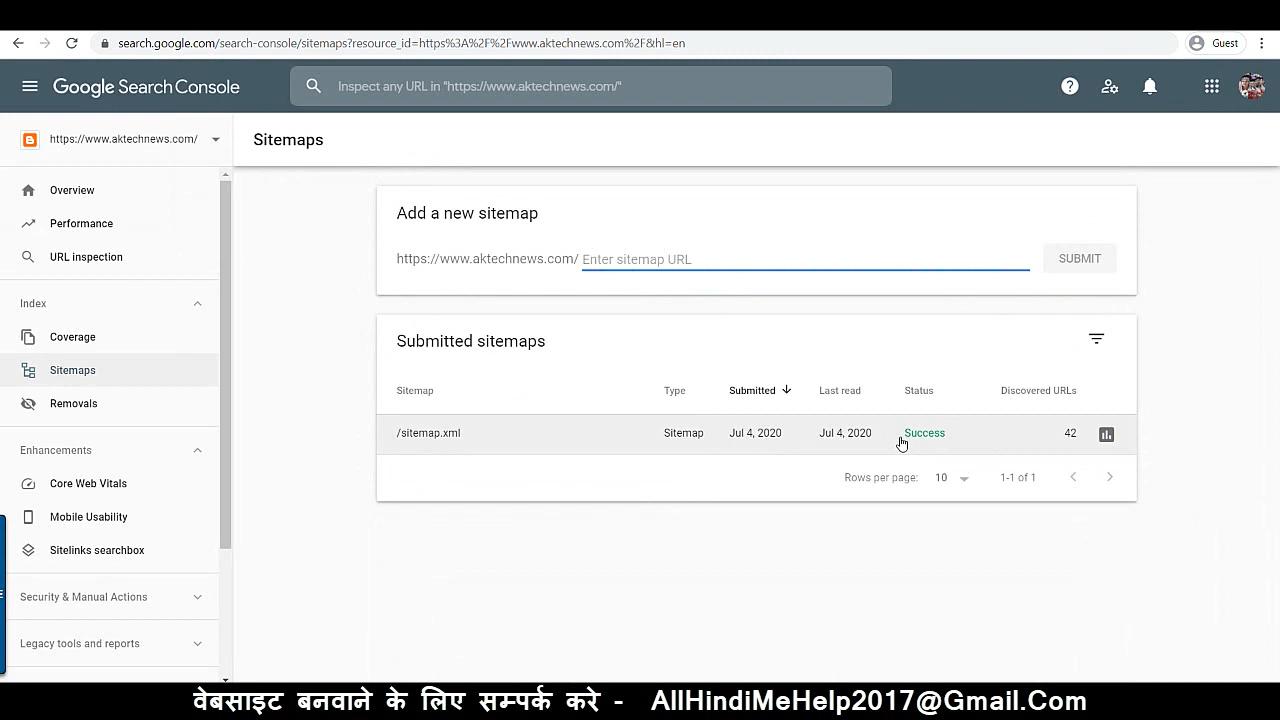 search.google.com/search-console/sitemaps?resource_id=https%3A%2F%2Fwww.aktechnews.com%2F&hl=en
Guest
Google Search Console
Inspect any URL in "https://www.aktechnews.com/"
https://www.aktechnews.com/
Sitemaps
Overview
Performance
URL inspection
Index
Coverage
Sitemaps
Removals
Enhancements
Core Web Vitals
Mobile Usability
Sitelinks searchbox
Security & Manual Actions
Legacy tools and reports
Add a new sitemap
https://www.aktechnews.com/ Enter sitemap URL SUBMIT
Submitted sitemaps
Sitemap Type Submitted Last read Status Discovered URLs
/sitemap.xml Sitemap Jul 4, 2020 Jul 4, 2020 Success 42
Rows per page: 10 1-1 of 1
वेबसाइट बनवाने के लिए सम्पर्क करे - AllHindiMeHelp2017@Gmail.Com